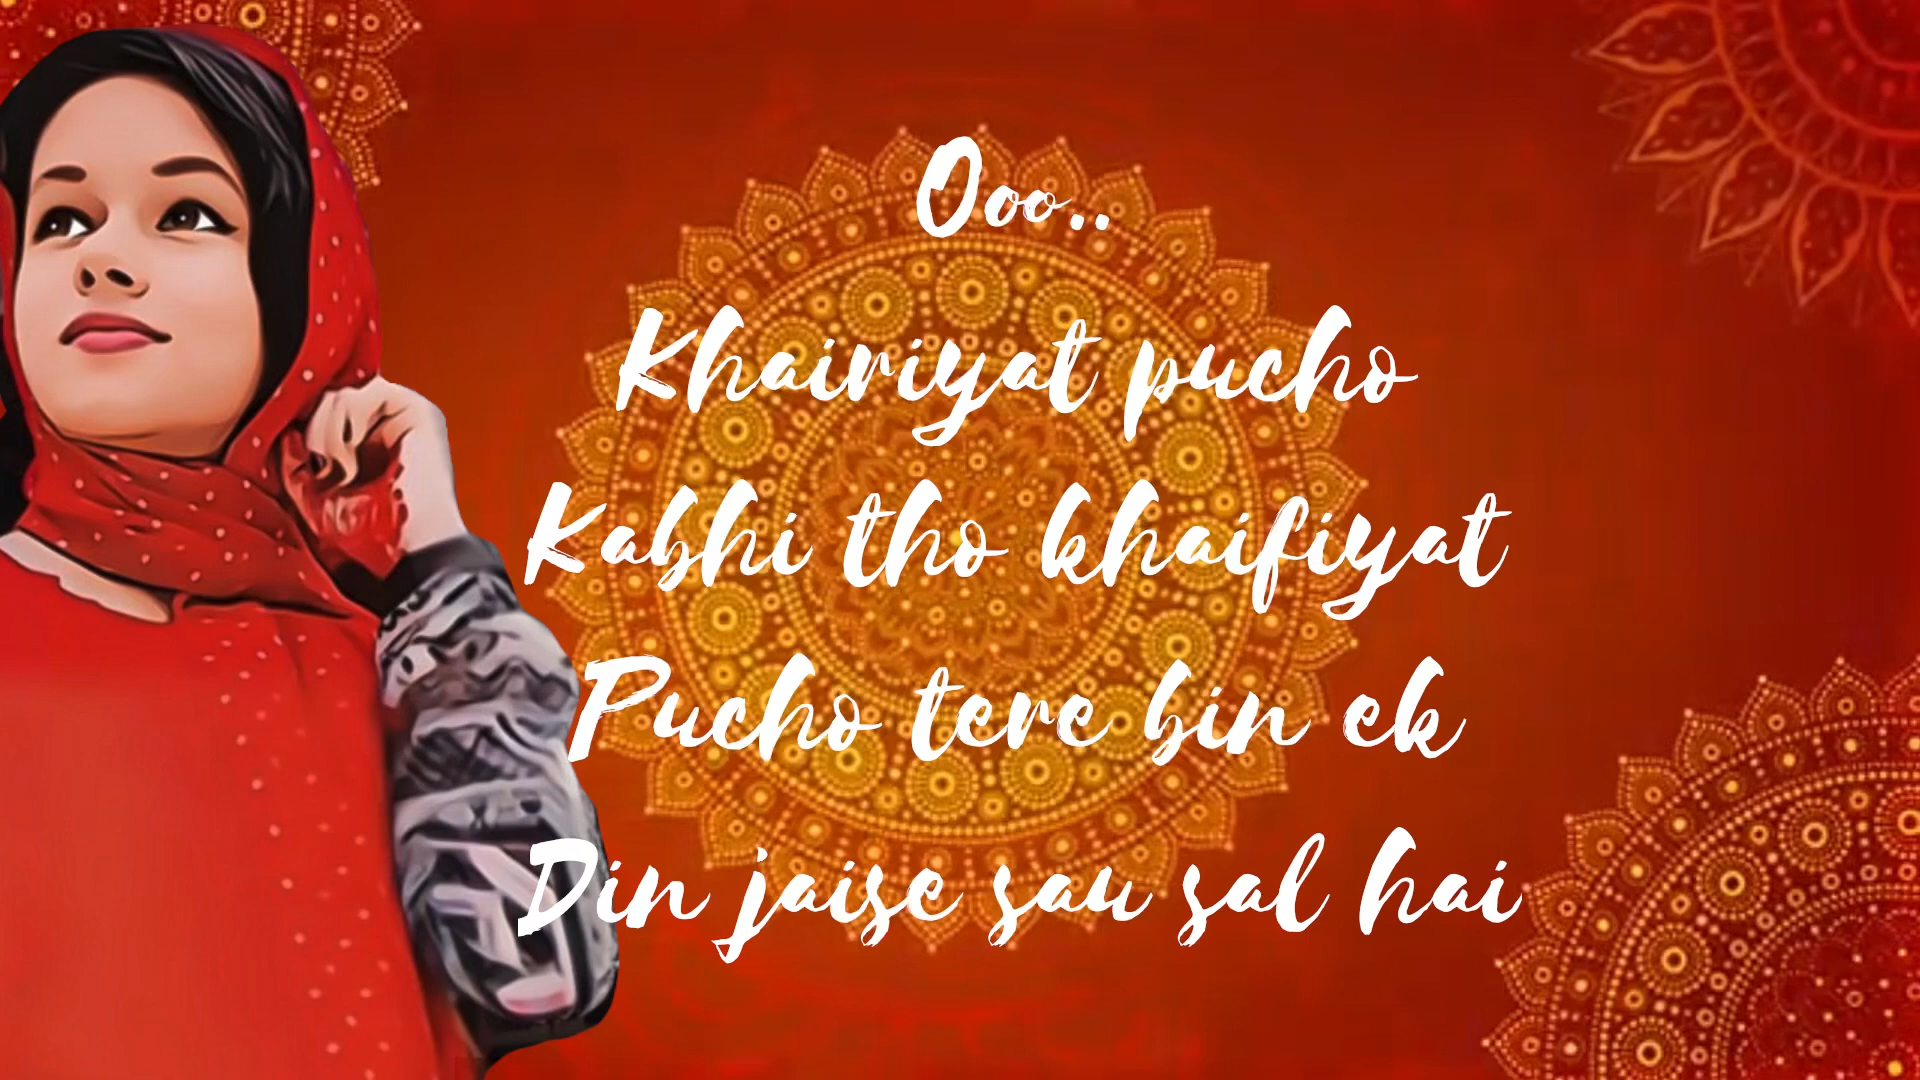 Ooo..
Khairiyat pucho
Kabhi tho khaifiyat
Pucho tere bin ek
Din jaise sau sal hai